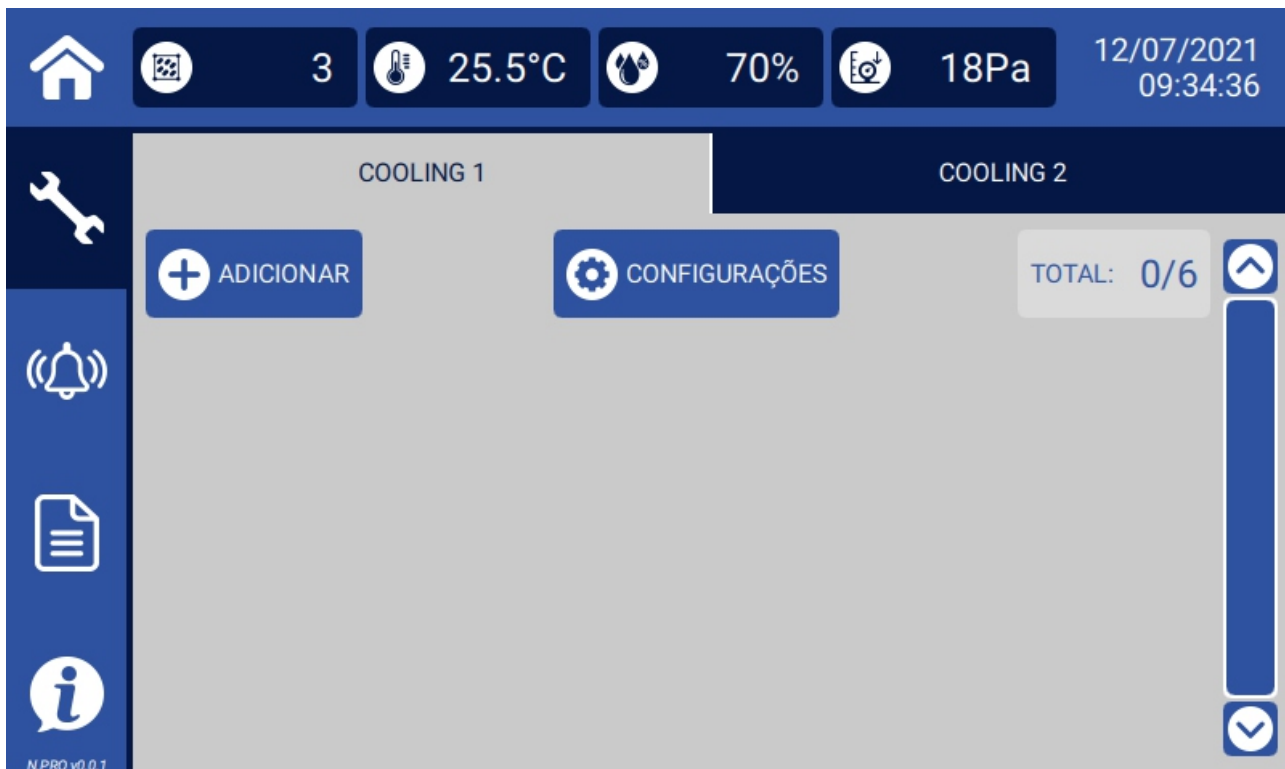 3
25.5°C
70%
18Pa
12/07/2021
09:34:36
COOLING 1
COOLING 2
ADICIONAR
CONFIGURAÇÕES
TOTAL: 0/6
N.PRO v0.0.1